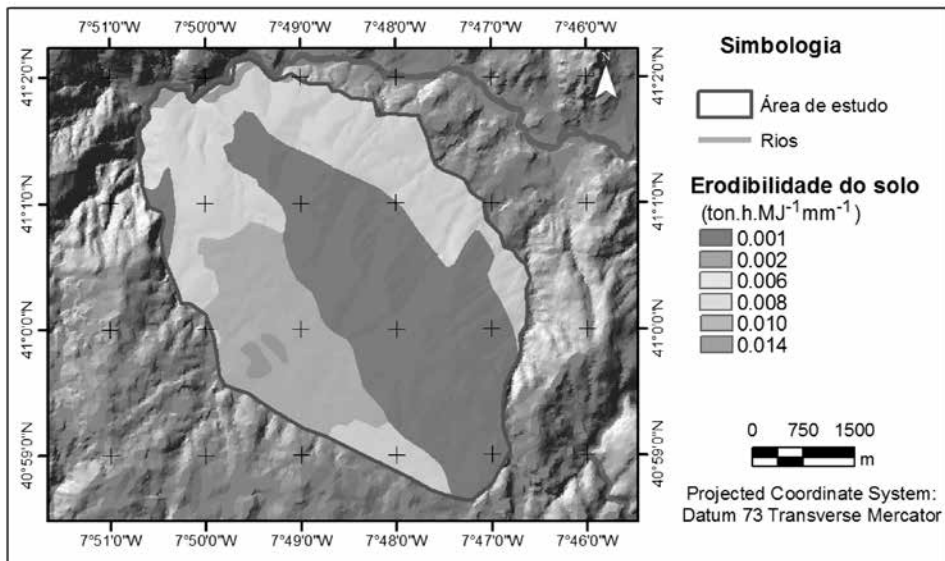 7°51'0"W 7°50'0"W 7°49'0"W 7°48'0"W 7°47'0"W 7°46'0"W
41°2'0"N 41°2'0"N
41°1'0"N 41°1'0"N
41°0'0"N 41°0'0"N
40°59'0"N 40°59'0"N
7°51'0"W 7°50'0"W 7°49'0"W 7°48'0"W 7°47'0"W 7°46'0"W
N
Simbologia
Área de estudo
Rios
Erodibilidade do solo
(ton.h.MJ⁻¹mm⁻¹)
0.001
0.002
0.006
0.008
0.010
0.014
0 750 1500
m
Projected Coordinate System:
Datum 73 Transverse Mercator